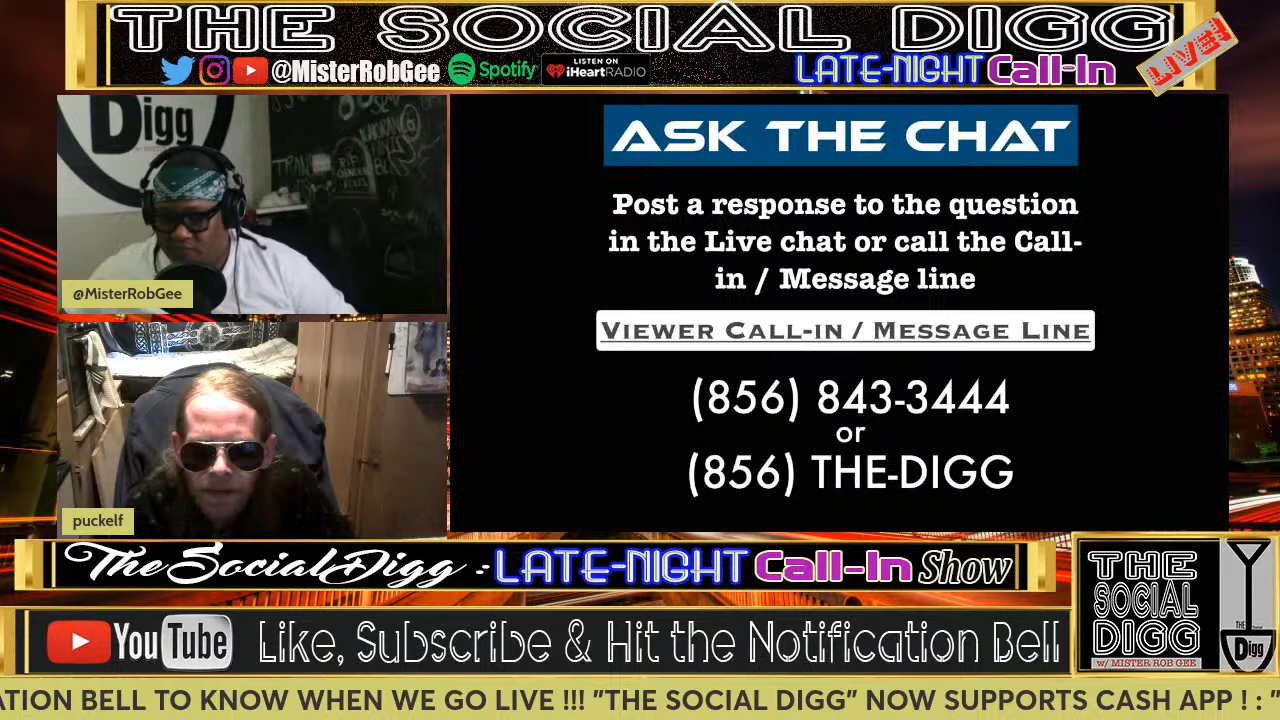 THE SOCIAL DIGG
LIVE!
@MisterRobGee Spotify LISTEN ON iHeartRADIO LATE-NIGHT Call-In
Digg
@MisterRobGee
puckelf
ASK THE CHAT
Post a response to the question
in the Live chat or call the Call-
in / Message line
VIEWER CALL-IN / MESSAGE LINE
(856) 843-3444
or
(856) THE-DIGG
TheSocialDigg : LATE-NIGHT Call-In Show
YouTube Like, Subscribe & Hit the Notification Bell
THE
SOCIAL
DIGG
w/ MISTER ROB GEE
THE
Digg
ATION BELL TO KNOW WHEN WE GO LIVE !!! "THE SOCIAL DIGG" NOW SUPPORTS CASH APP ! : "